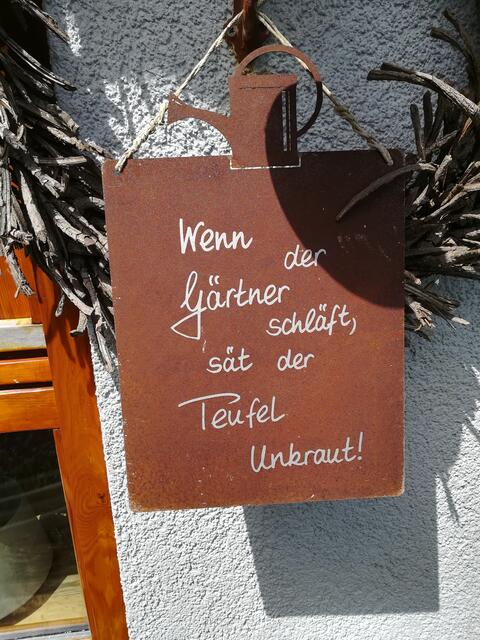 Wenn
der
Gärtner
schläft,
sät der
Teufel
Unkraut!